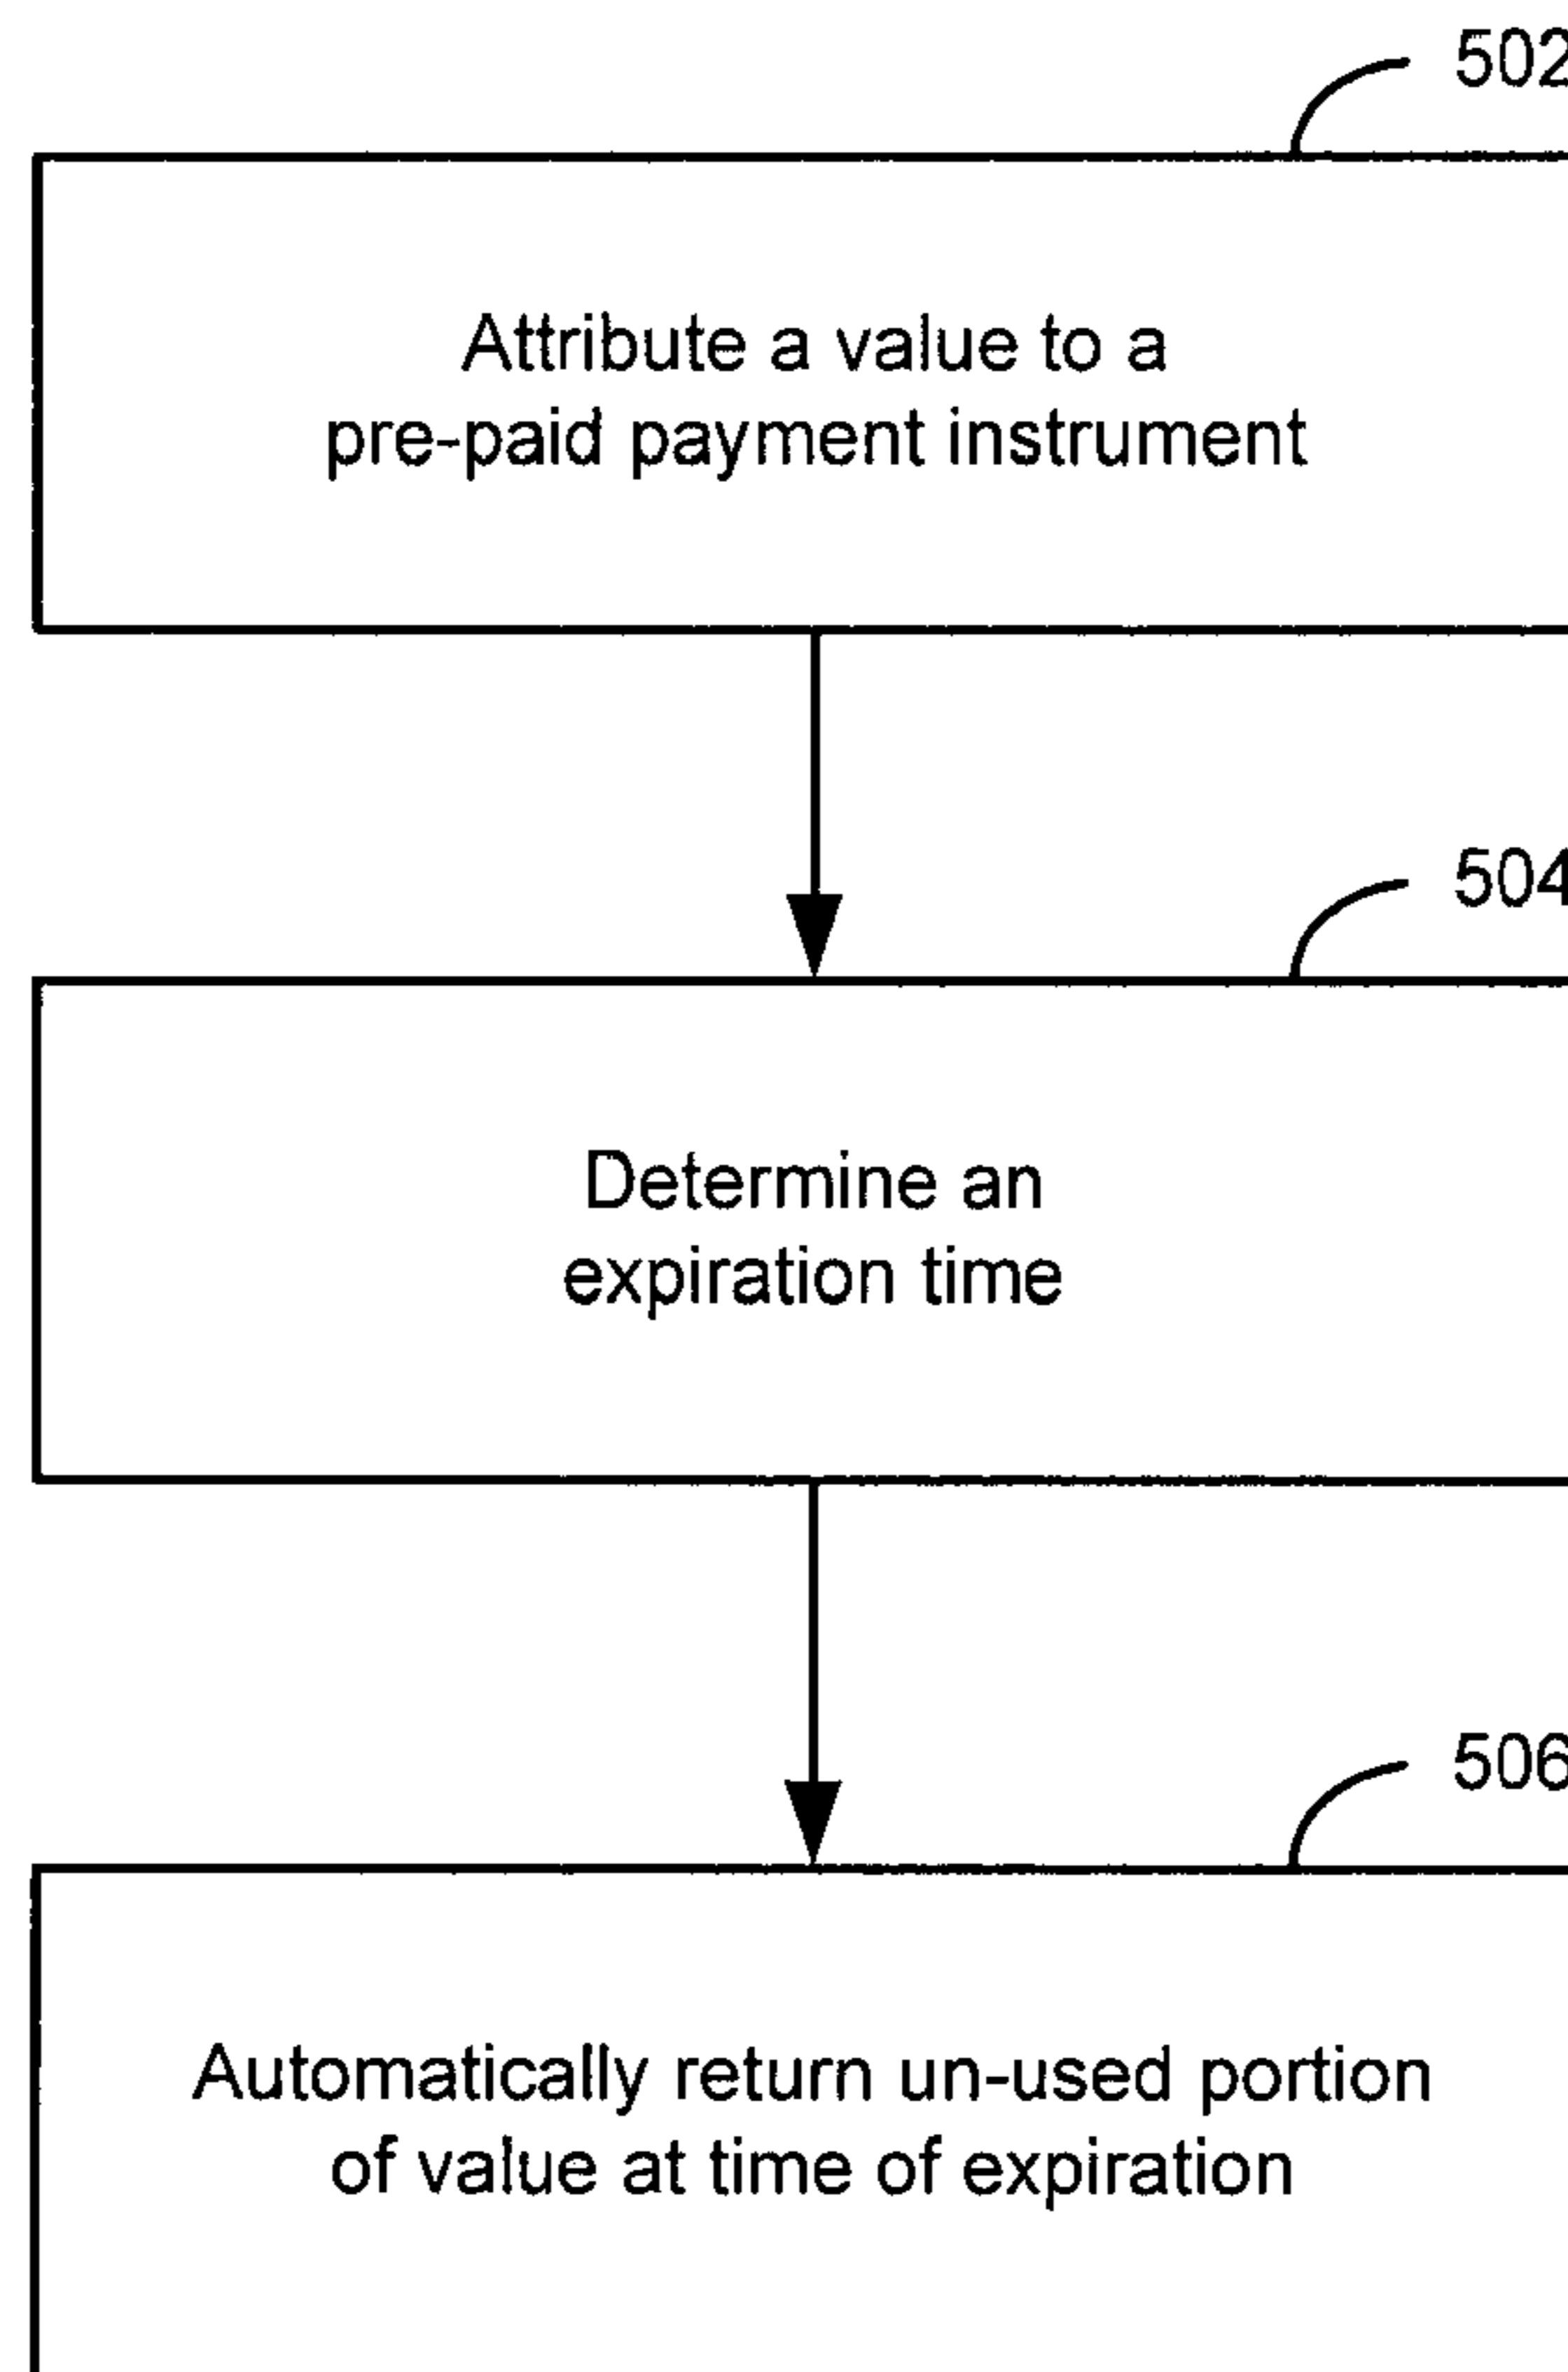 502
Attribute a value to a
pre-paid payment instrument
504
Determine an
expiration time
506
Automatically return un-used portion
of value at time of expiration